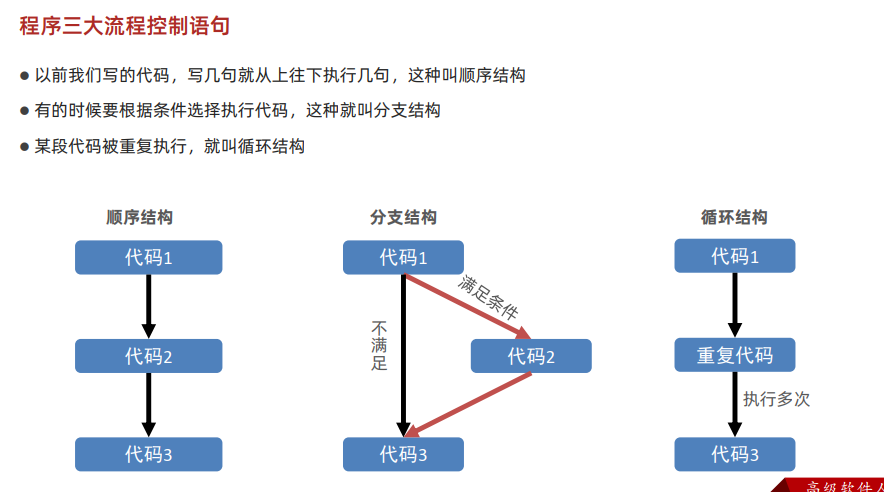 程序三大流程控制语句
● 以前我们写的代码，写几句就从上往下执行几句，这种叫顺序结构
● 有的时候要根据条件选择执行代码，这种就叫分支结构
● 某段代码被重复执行，就叫循环结构
顺序结构
代码1
代码2
代码3
分支结构
代码1
满足条件
不满足
代码2
代码3
循环结构
代码1
重复代码
执行多次
代码3
高级软件人